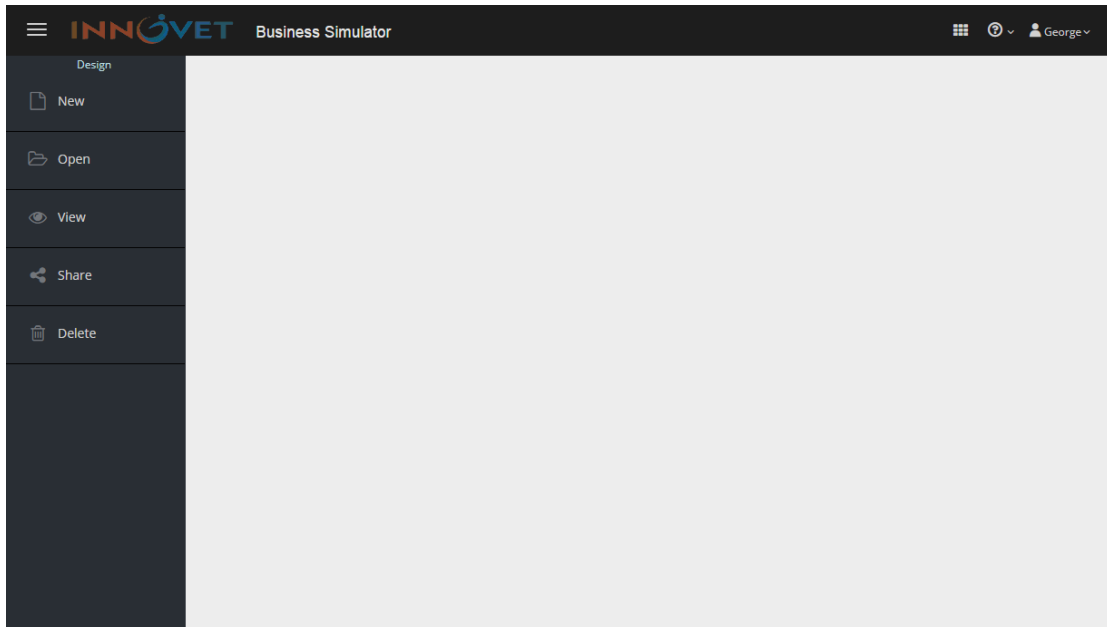 INNOVET Business Simulator George
Design
New
Open
View
Share
Delete